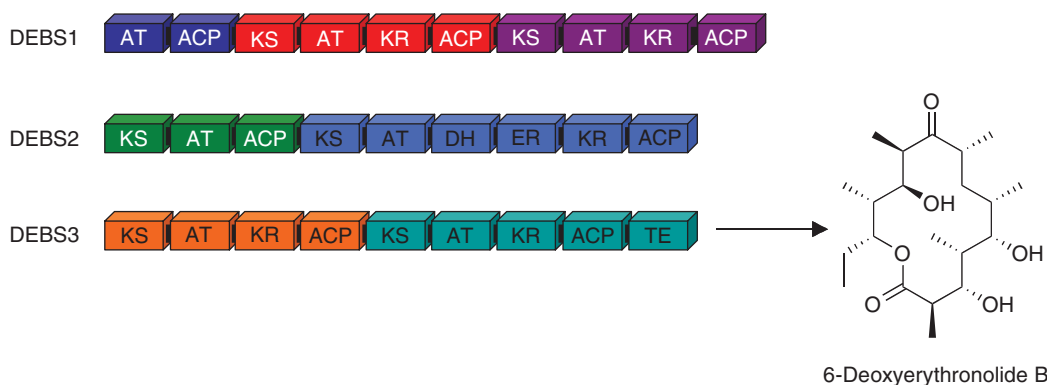 DEBS1 AT ACP KS AT KR ACP KS AT KR ACP
DEBS2 KS AT ACP KS AT DH ER KR ACP
DEBS3 KS AT KR ACP KS AT KR ACP TE
O
OH
O
OH
O
OH
6-Deoxyerythronolide B